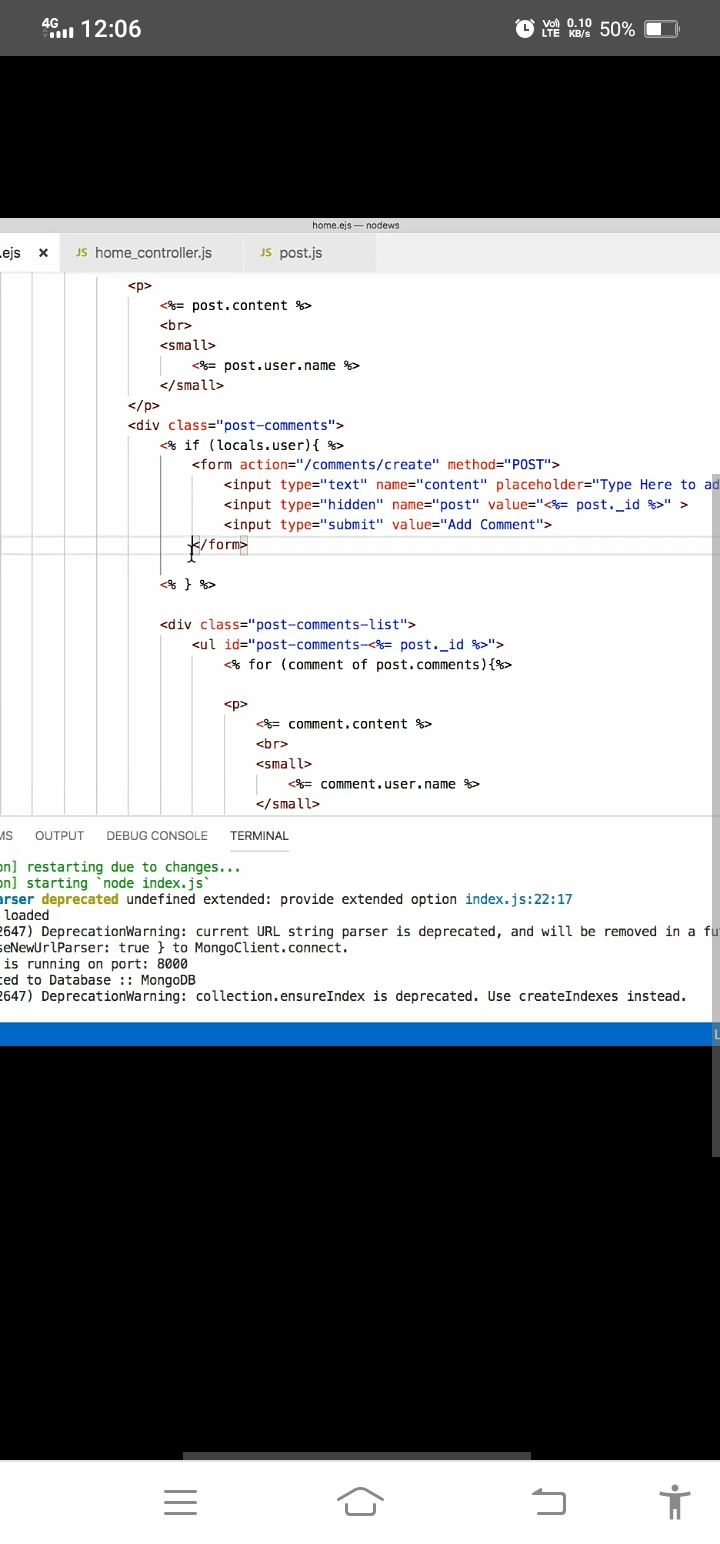 4G 12:06 Vo) LTE 0.10 KB/s 50%
home.ejs — nodews
.ejs × JS home_controller.js JS post.js
<p>
<%= post.content %>
<br>
<small>
<%= post.user.name %>
</small>
</p>
<div class="post-comments">
<% if (locals.user){ %>
<form action="/comments/create" method="POST">
<input type="text" name="content" placeholder="Type Here to ad
<input type="hidden" name="post" value="<%= post._id %>" >
<input type="submit" value="Add Comment">
</form>
<% } %>
<div class="post-comments-list">
<ul id="post-comments-<%= post._id %>">
<% for (comment of post.comments){%>
<p>
<%= comment.content %>
<br>
<small>
<%= comment.user.name %>
</small>
MS OUTPUT DEBUG CONSOLE TERMINAL
on] restarting due to changes...
on] starting `node index.js`
arser deprecated undefined extended: provide extended option index.js:22:17
loaded
2647) DeprecationWarning: current URL string parser is deprecated, and will be removed in a fu
seNewUrlParser: true } to MongoClient.connect.
is running on port: 8000
ted to Database :: MongoDB
2647) DeprecationWarning: collection.ensureIndex is deprecated. Use createIndexes instead.
L